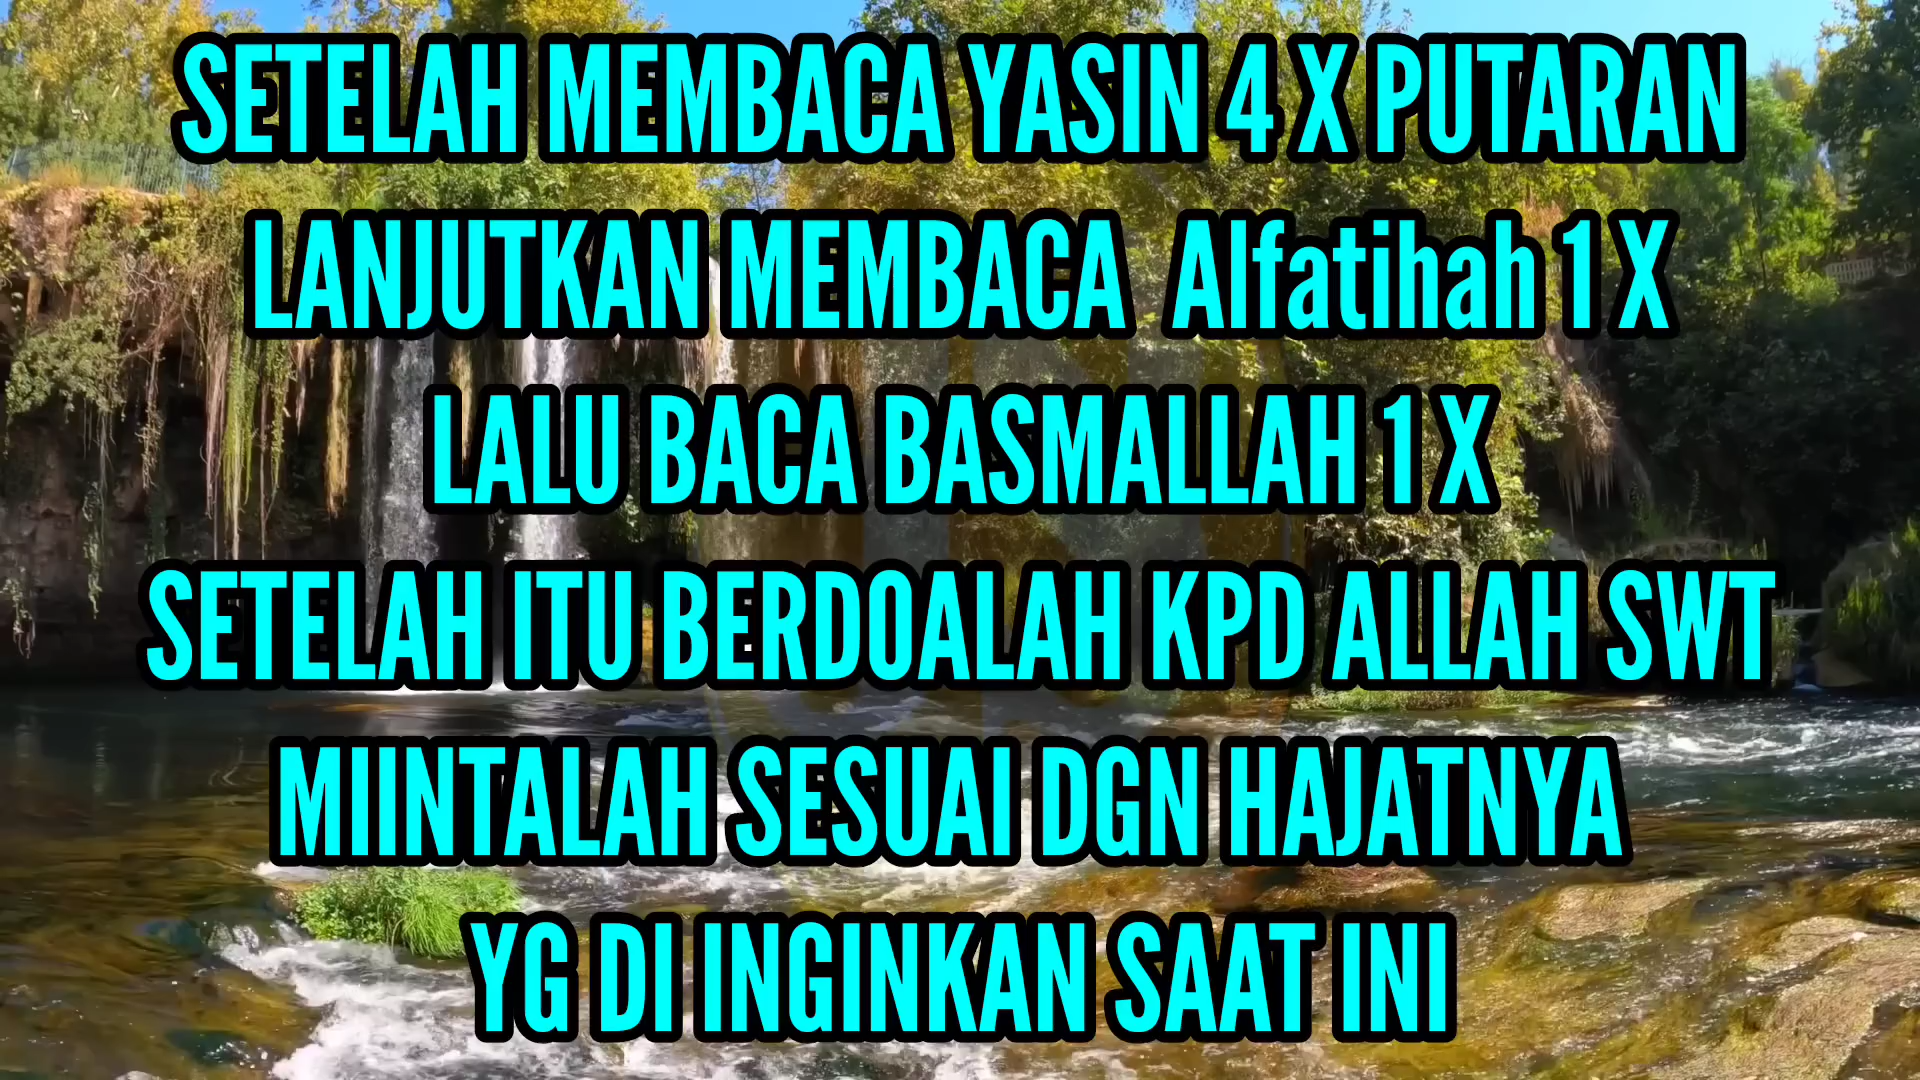 SETELAH MEMBACA YASIN 4 X PUTARAN
LANJUTKAN MEMBACA Alfatihah 1 X
LALU BACA BASMALLAH 1 X
SETELAH ITU BERDOALAH KPD ALLAH SWT
MIINTALAH SESUAI DGN HAJATNYA
YG DI INGINKAN SAAT INI